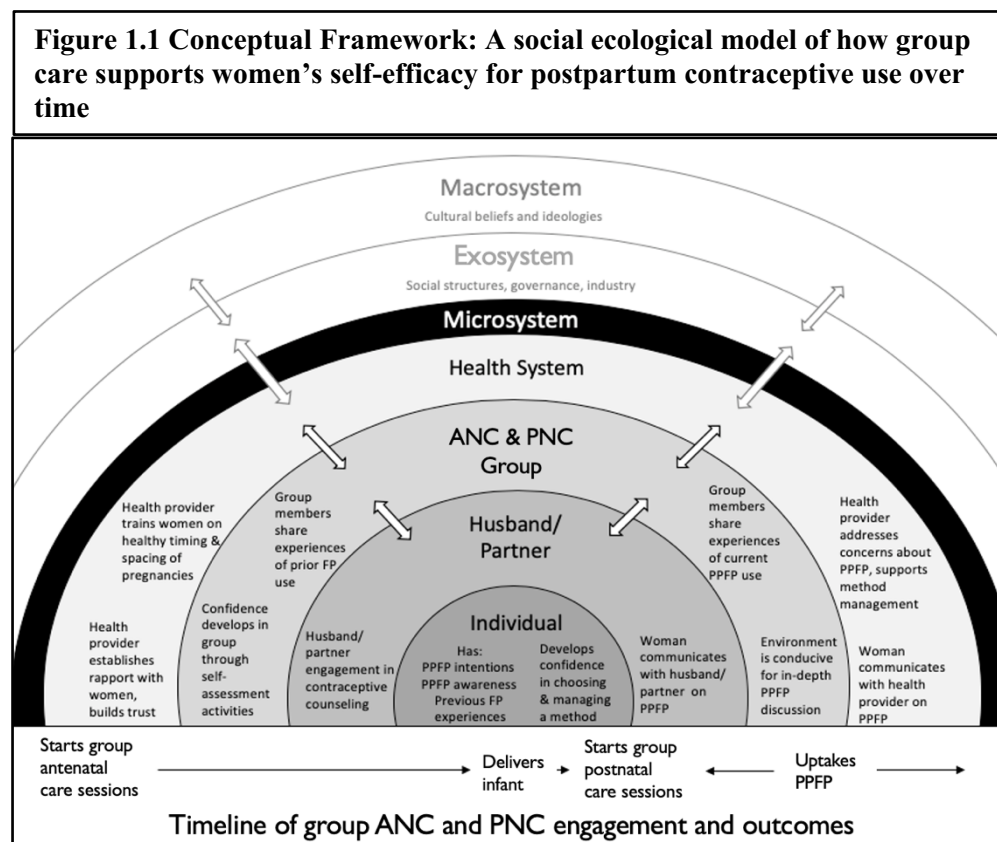 Figure 1.1 Conceptual Framework: A social ecological model of how group
care supports women’s self-efficacy for postpartum contraceptive use over
time
Macrosystem
Cultural beliefs and ideologies
Exosystem
Social structures, governance, industry
Microsystem
Health System
ANC & PNC
Group
Husband/
Partner
Individual
Health provider
trains women on
healthy timing &
spacing of
pregnancies
Health
provider
establishes
rapport with
women,
builds trust
Group
members
share
experiences
of prior FP
use
Confidence
develops in
group
through
self-
assessment
activities
Husband/
partner
engagement in
contraceptive
counseling
Has:
PPFP intentions
PPFP awareness
Previous FP
experiences
Develops
confidence
in choosing
& managing
a method
Woman
communicates
with husband/
partner on
PPFP
Group
members
share
experiences
of current
PPFP use
Environment
is conducive
for in-depth
PPFP
discussion
Health
provider
addresses
concerns about
PPFP, supports
method
management
Woman
communicates
with health
provider on
PPFP
Starts group
antenatal
care sessions
Delivers
infant
Starts group
postnatal
care sessions
Uptakes
PPFP
Timeline of group ANC and PNC engagement and outcomes